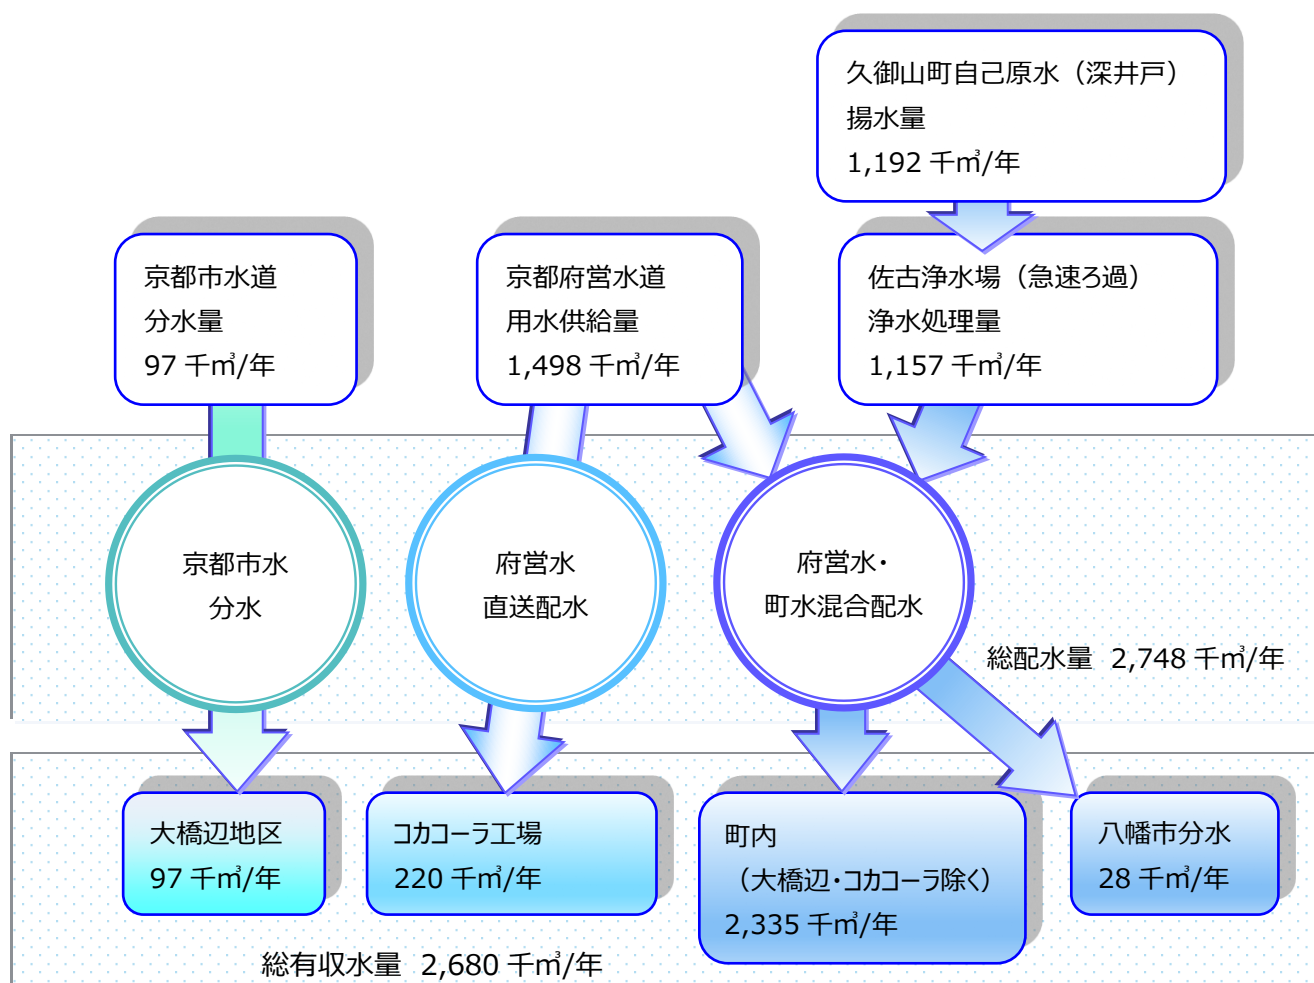 久御山町自己原水（深井戸）
揚水量
1,192 千㎥/年
京都市水道
分水量
97 千㎥/年
京都府営水道
用水供給量
1,498 千㎥/年
佐古浄水場（急速ろ過）
浄水処理量
1,157 千㎥/年
京都市水
分水
府営水
直送配水
府営水・
町水混合配水
総配水量 2,748 千㎥/年
大橋辺地区
97 千㎥/年
コカコーラ工場
220 千㎥/年
町内
（大橋辺・コカコーラ除く）
2,335 千㎥/年
八幡市分水
28 千㎥/年
総有収水量 2,680 千㎥/年